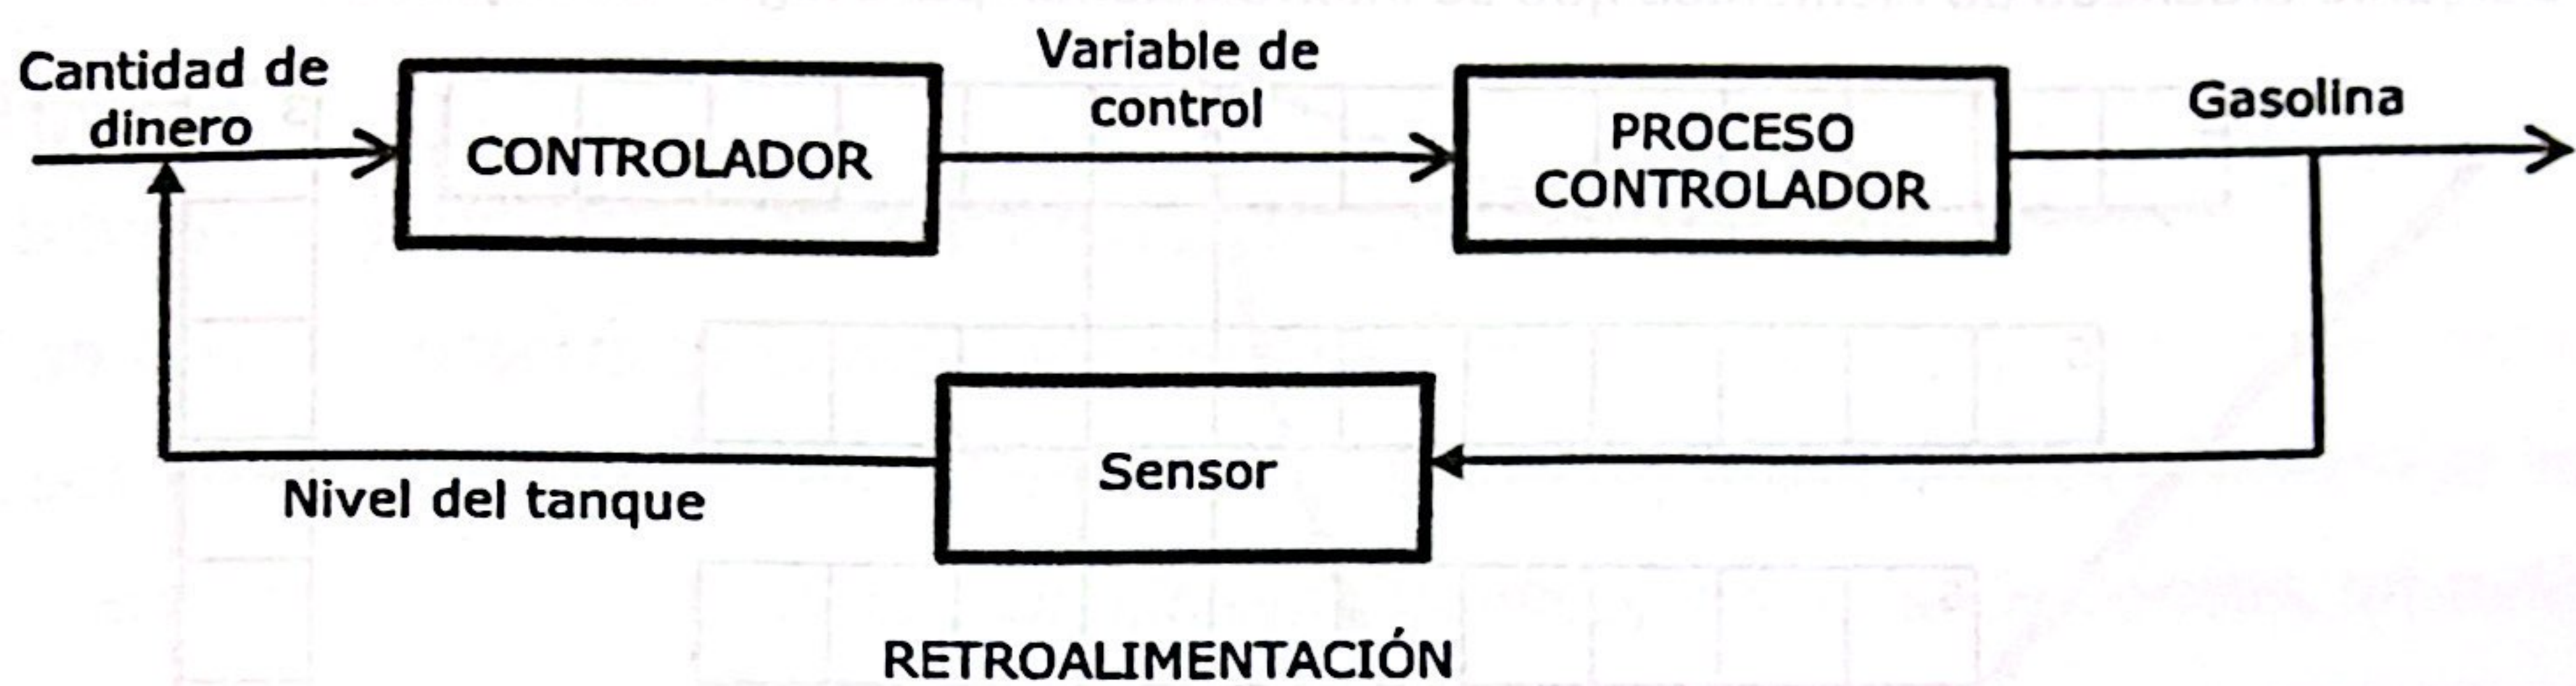 Cantidad de
dinero
CONTROLADOR
Variable de
control
PROCESO
CONTROLADOR
Gasolina
Sensor
Nivel del tanque
RETROALIMENTACIÓN